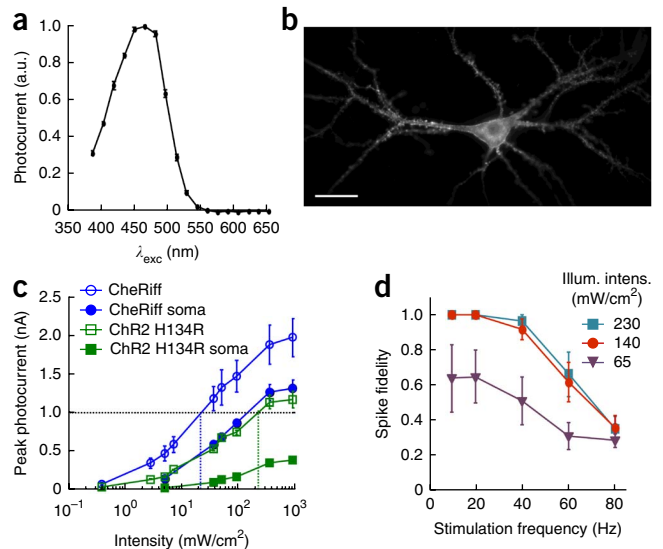 a
Photocurrent (a.u.)
1.0
0.8
0.6
0.4
0.2
0
350 400 450 500 550 600 650
λexc (nm)
b
c
Peak photocurrent (nA)
2.5
2.0
1.5
1.0
0.5
0
CheRiff
CheRiff soma
ChR2 H134R
ChR2 H134R soma
10−1 100 101 102 103
Intensity (mW/cm2)
d
Illum. intens.
(mW/cm2)
230
140
65
Spike fidelity
1.0
0.8
0.6
0.4
0.2
0
0 20 40 60 80
Stimulation frequency (Hz)